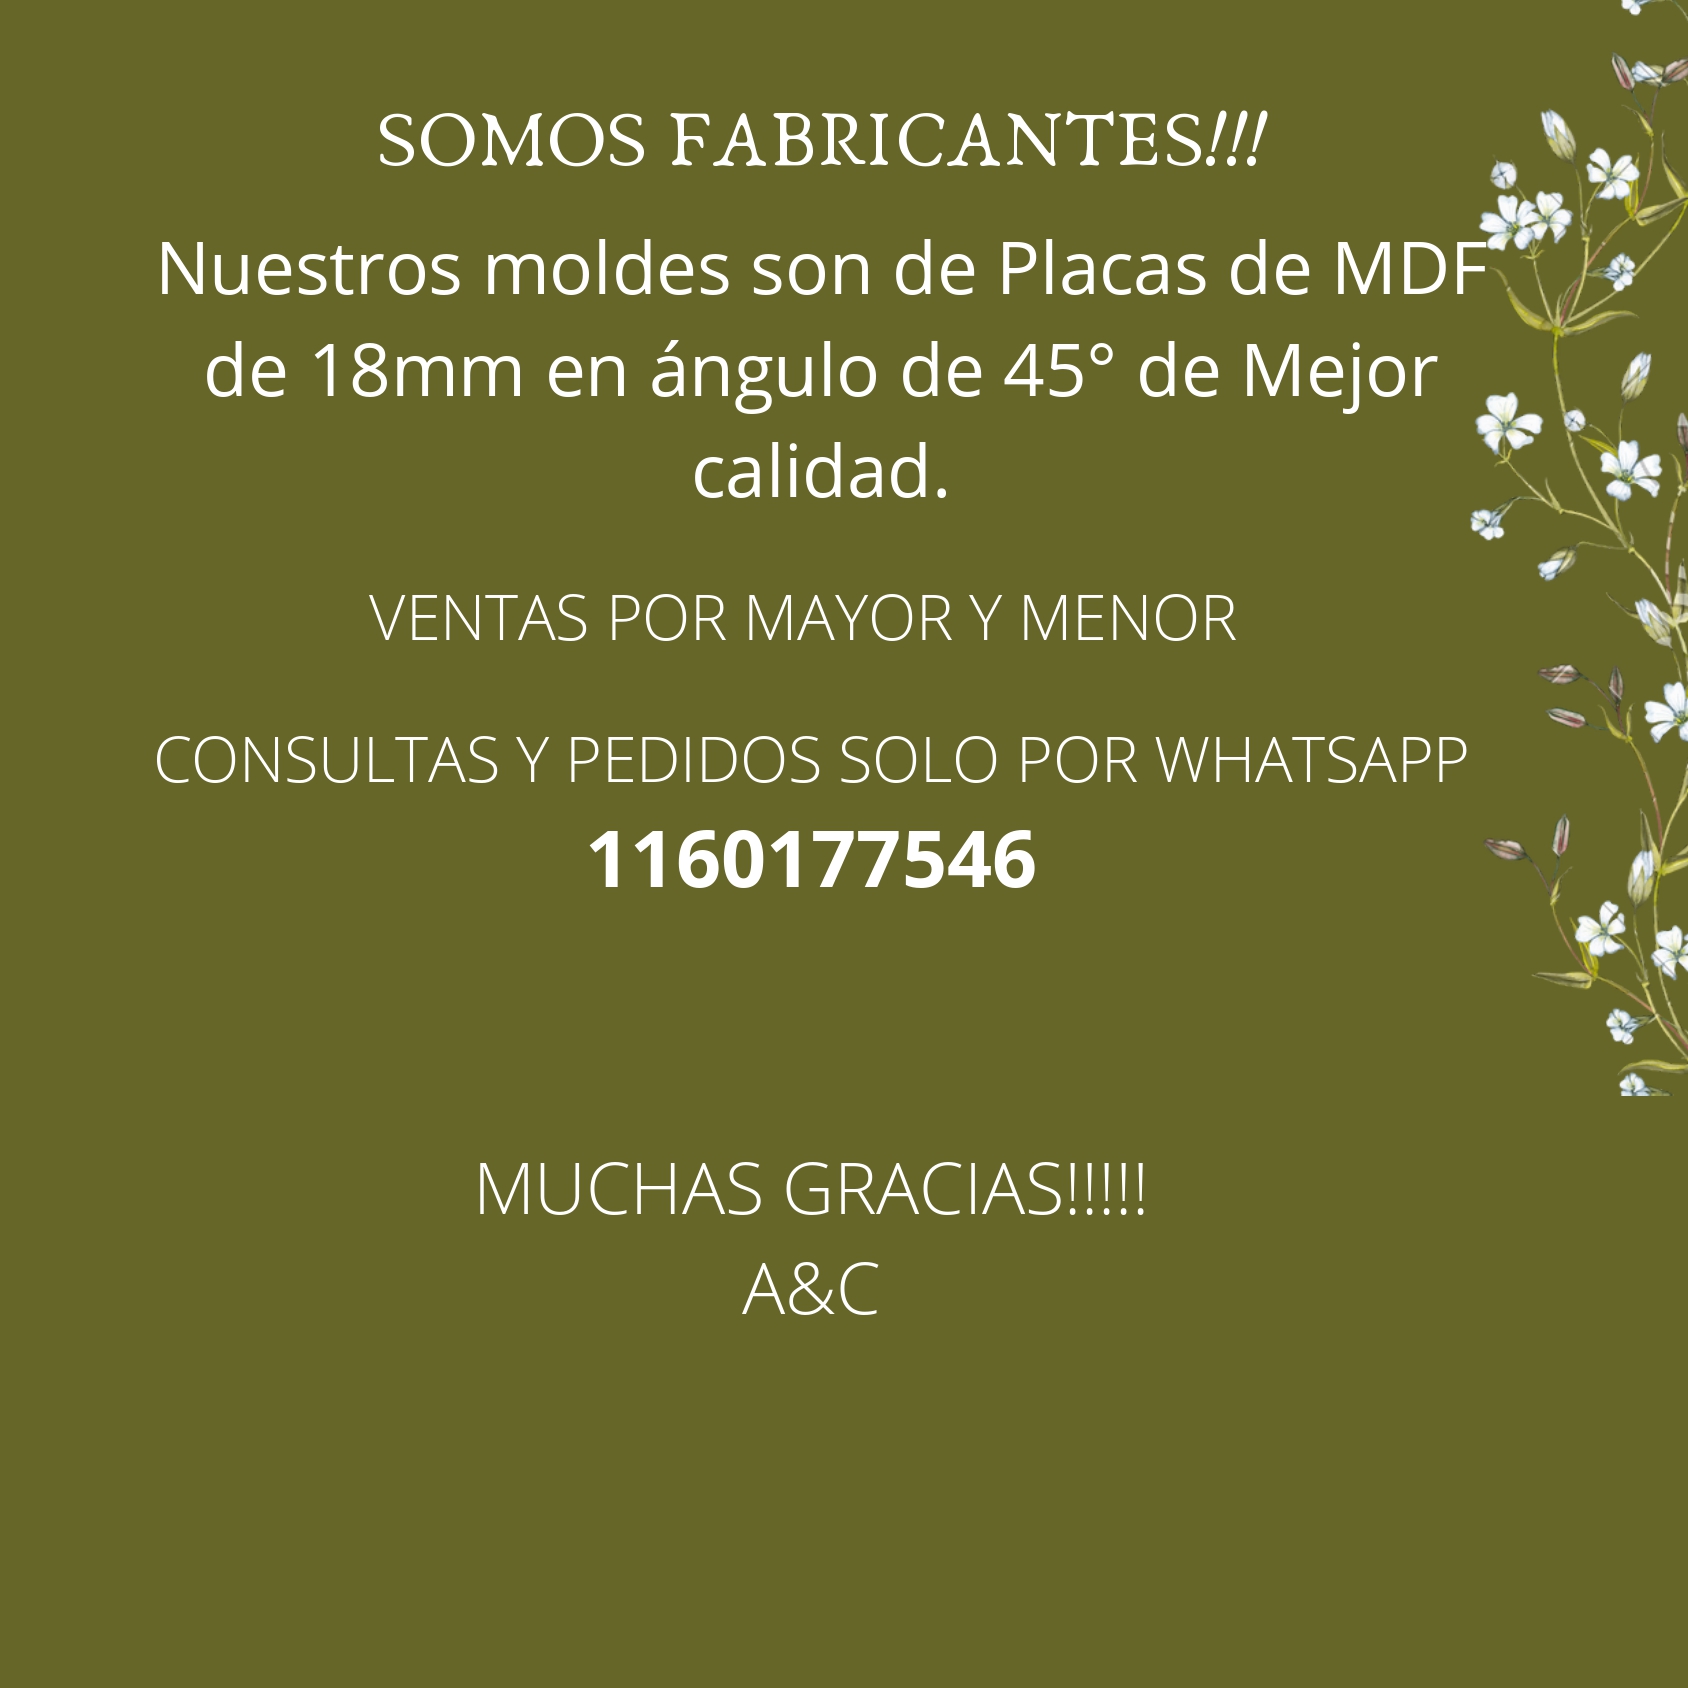 SOMOS FABRICANTES!!!
Nuestros moldes son de Placas de MDF
de 18mm en ángulo de 45° de Mejor
calidad.
VENTAS POR MAYOR Y MENOR
CONSULTAS Y PEDIDOS SOLO POR WHATSAPP
1160177546
MUCHAS GRACIAS!!!!!
A&C